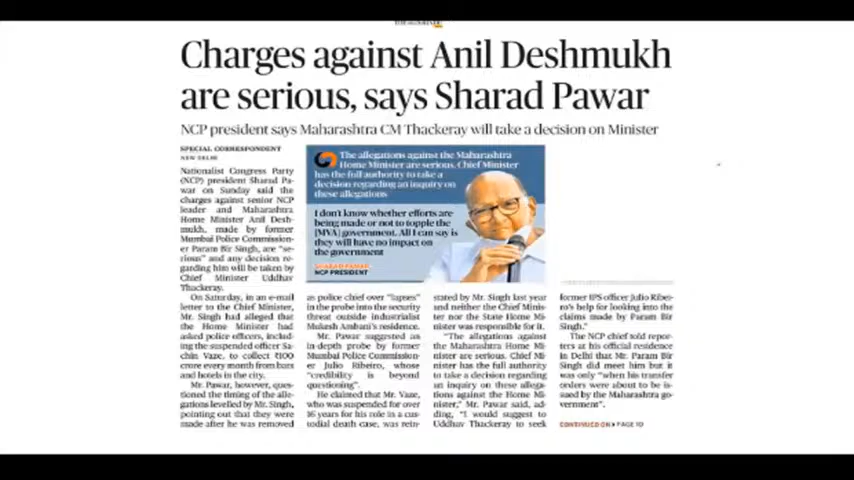 Charges against Anil Deshmukh
are serious, says Sharad Pawar
NCP president says Maharashtra CM Thackeray will take a decision on Minister
SPECIAL CORRESPONDENT
NEW DELHI
Nationalist Congress Party
(NCP) president Sharad Pa-
war on Sunday said the
charges against senior NCP
leader and Maharashtra
Home Minister Anil Desh-
mukh, made by former
Mumbai Police Commission-
er Param Bir Singh, are “se-
rious” and any decision re-
garding him will be taken by
Chief Minister Uddhav
Thackeray.
On Saturday, in an e-mail
letter to the Chief Minister,
Mr. Singh had alleged that
the Home Minister had
asked police officers, includ-
ing the suspended officer Sa-
chin Vaze, to collect ₹100
crore every month from bars
and hotels in the city.
Mr. Pawar, however, ques-
tioned the timing of the alle-
gations levelled by Mr. Singh,
pointing out that they were
made after he was removed
The allegations against the Maharashtra
Home Minister are serious. Chief Minister
has the full authority to take a
decision regarding an inquiry on
these allegations
I don't know whether efforts are
being made or not to topple the
[MVA] government. All I can say is
they will have no impact on
the government
SHARAD PAWAR
NCP PRESIDENT
as police chief over “lapses”
in the probe into the security
threat outside industrialist
Mukesh Ambani's residence.
Mr. Pawar suggested an
in-depth probe by former
Mumbai Police Commission-
er Julio Ribeiro, whose
“credibility is beyond
questioning”.
He claimed that Mr. Vaze,
who was suspended for over
16 years for his role in a cus-
todial death case, was rein-
stated by Mr. Singh last year
and neither the Chief Minis-
ter nor the State Home Mi-
nister was responsible for it.
“The allegations against
the Maharashtra Home Mi-
nister are serious. Chief Mi-
nister has the full authority
to take a decision regarding
an inquiry on these allega-
tions against the Home Mi-
nister,” Mr. Pawar said, ad-
ding, “I would suggest to
Uddhav Thackeray to seek
former IPS officer Julio Ribei-
ro's help for looking into the
claims made by Param Bir
Singh.”
The NCP chief told repor-
ters at his official residence
in Delhi that Mr. Param Bir
Singh did meet him but it
was only “when his transfer
orders were about to be is-
sued by the Maharashtra go-
vernment”.
CONTINUED ON ▶ PAGE 10